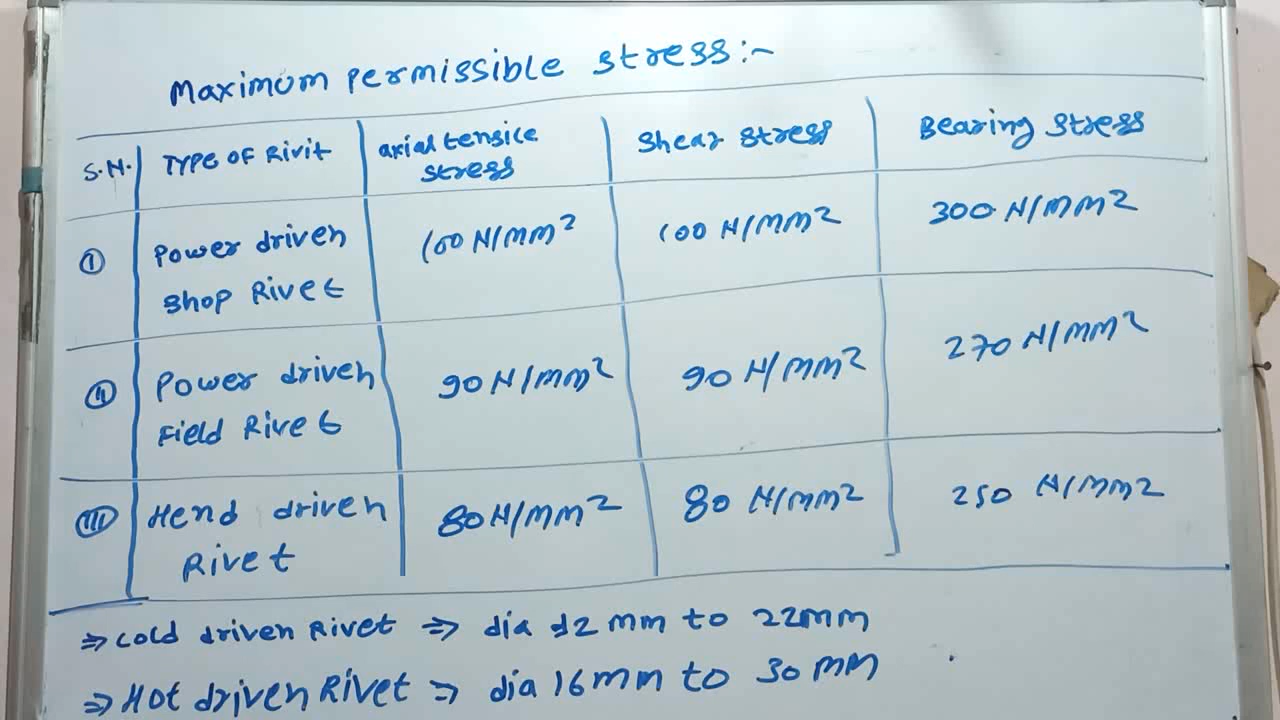 Maximum permissible stress:-
S.N. TYPE OF Rivit axial tensice stress Shear stress Bearing stress
① Power driven shop Rivet 100 N/mm² 100 N/mm² 300 N/mm²
② Power driven Field Rivet 90 N/mm² 90 N/mm² 270 N/mm²
③ Hend driven Rivet 80 N/mm² 80 N/mm² 250 N/mm²
⇒ Cold driven Rivet ⇒ dia 12 mm to 22mm
⇒ Hot driven Rivet ⇒ dia 16 mm to 30 mm